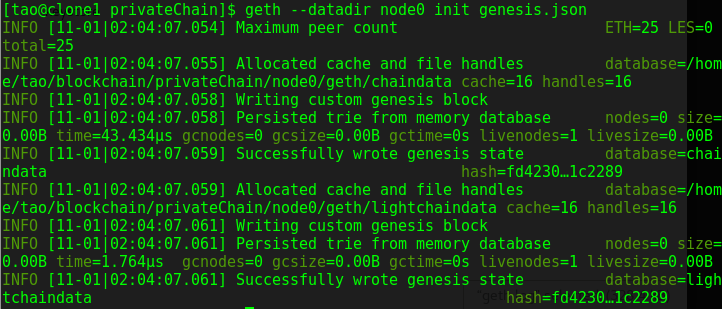 [tao@clone1 privateChain]$ geth --datadir node0 init genesis.json
INFO [11-01|02:04:07.054] Maximum peer count                       ETH=25 LES=0
total=25
INFO [11-01|02:04:07.055] Allocated cache and file handles         database=/hom
e/tao/blockchain/privateChain/node0/geth/chaindata cache=16 handles=16
INFO [11-01|02:04:07.058] Writing custom genesis block
INFO [11-01|02:04:07.058] Persisted trie from memory database      nodes=0 size=
0.00B time=43.434µs gcnodes=0 gcsize=0.00B gctime=0s livenodes=1 livesize=0.00B
INFO [11-01|02:04:07.059] Successfully wrote genesis state         database=chai
ndata                                              hash=fd4230…1c2289
INFO [11-01|02:04:07.059] Allocated cache and file handles         database=/hom
e/tao/blockchain/privateChain/node0/geth/lightchaindata cache=16 handles=16
INFO [11-01|02:04:07.061] Writing custom genesis block
INFO [11-01|02:04:07.061] Persisted trie from memory database      nodes=0 size=
0.00B time=1.764µs  gcnodes=0 gcsize=0.00B gctime=0s livenodes=1 livesize=0.00B
INFO [11-01|02:04:07.061] Successfully wrote genesis state         database=ligh
tchaindata                                              hash=fd4230…1c2289